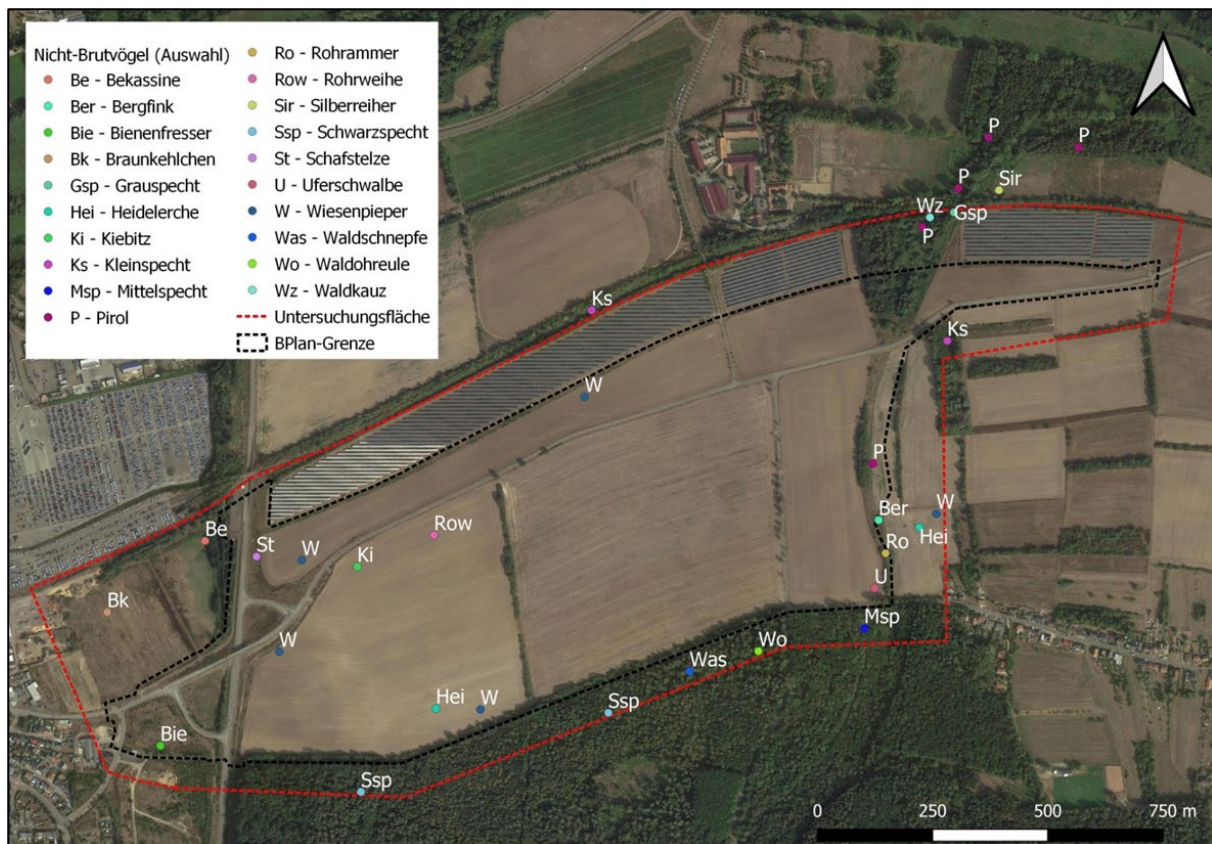 Nicht-Brutvögel (Auswahl)
Be - Bekassine
Ber - Bergfink
Bie - Bienenfresser
Bk - Braunkehlchen
Gsp - Grauspecht
Hei - Heidelerche
Ki - Kiebitz
Ks - Kleinspecht
Msp - Mittelspecht
P - Pirol
Ro - Rohrammer
Row - Rohrweihe
Sir - Silberreiher
Ssp - Schwarzspecht
St - Schafstelze
U - Uferschwalbe
W - Wiesenpieper
Was - Waldschnepfe
Wo - Waldohreule
Wz - Waldkauz
Untersuchungsfläche
BPlan-Grenze
P
P
P
Sir
Wz
Gsp
P
Ks
Ks
W
P
Ber
W
Hei
Be
Row
St
W
Ki
Ro
U
Bk
Msp
W
Wo
Was
Hei
W
Ssp
Bie
Ssp
0 250 500 750 m